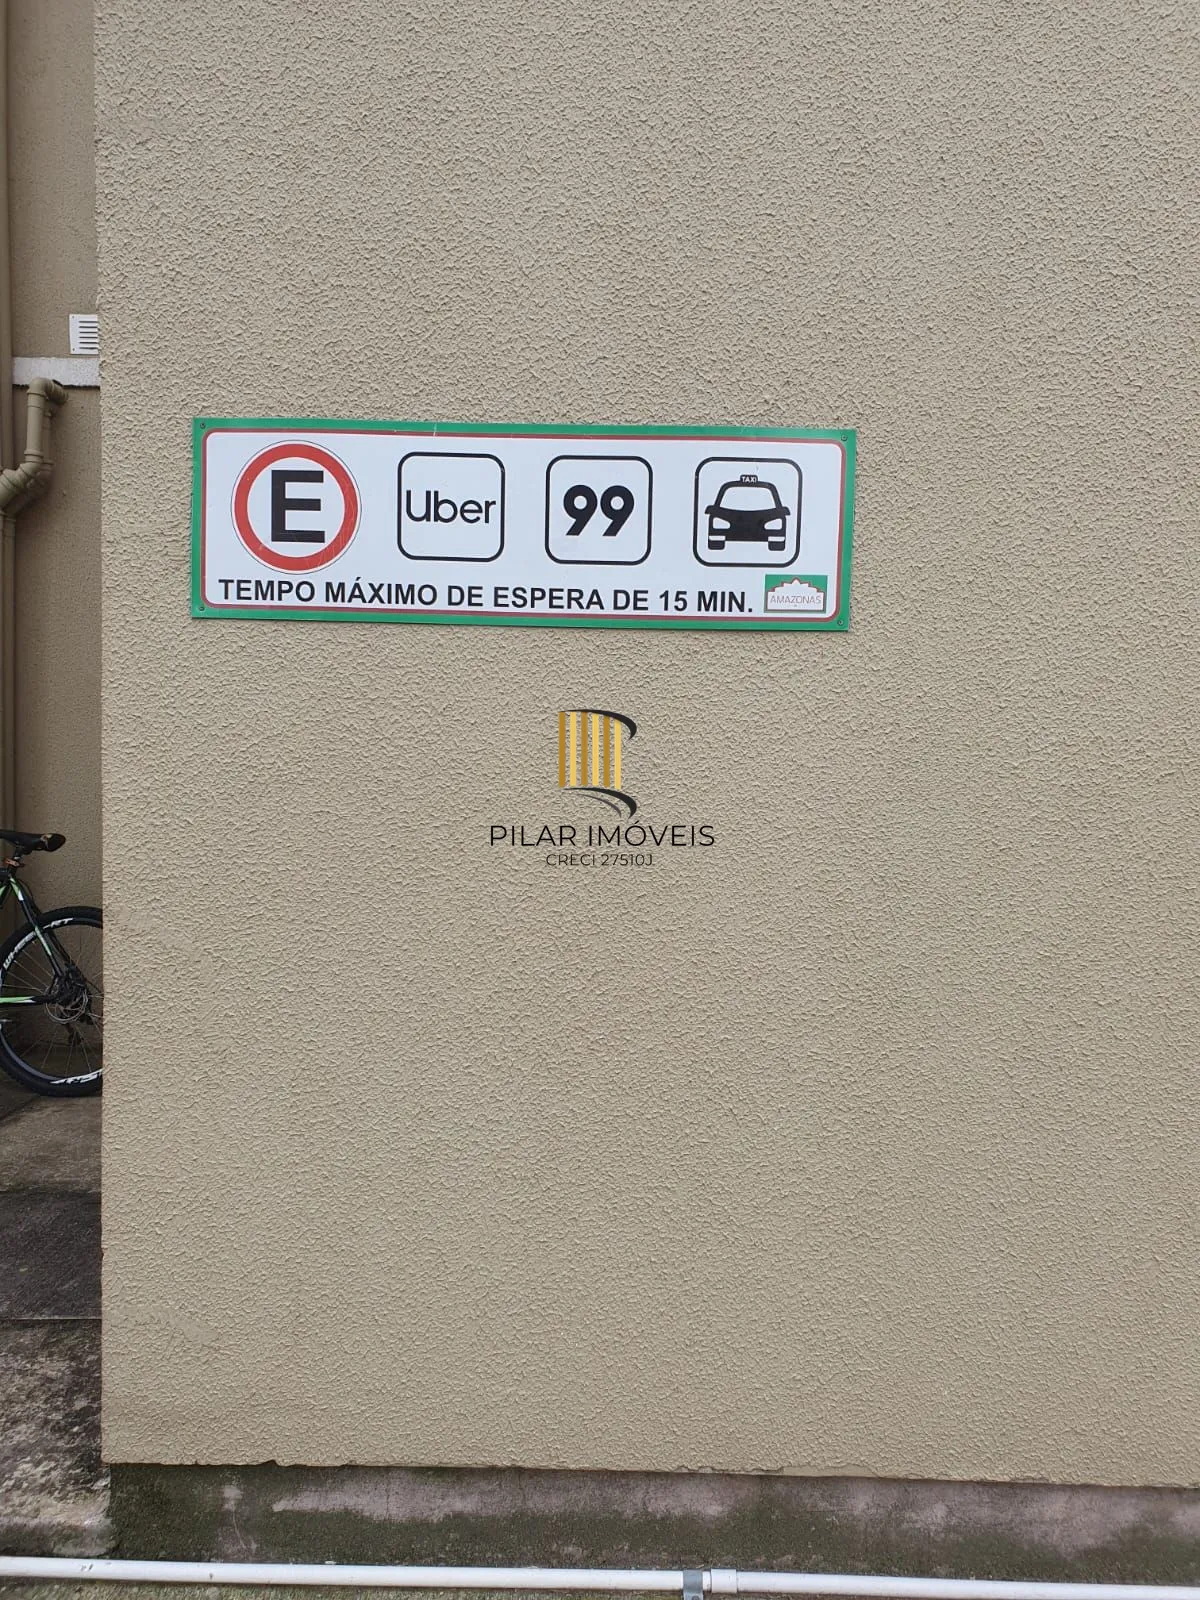 E Uber 99 TAXI
TEMPO MÁXIMO DE ESPERA DE 15 MIN. AMAZONAS
PILAR IMÓVEIS
CRECI 27510J